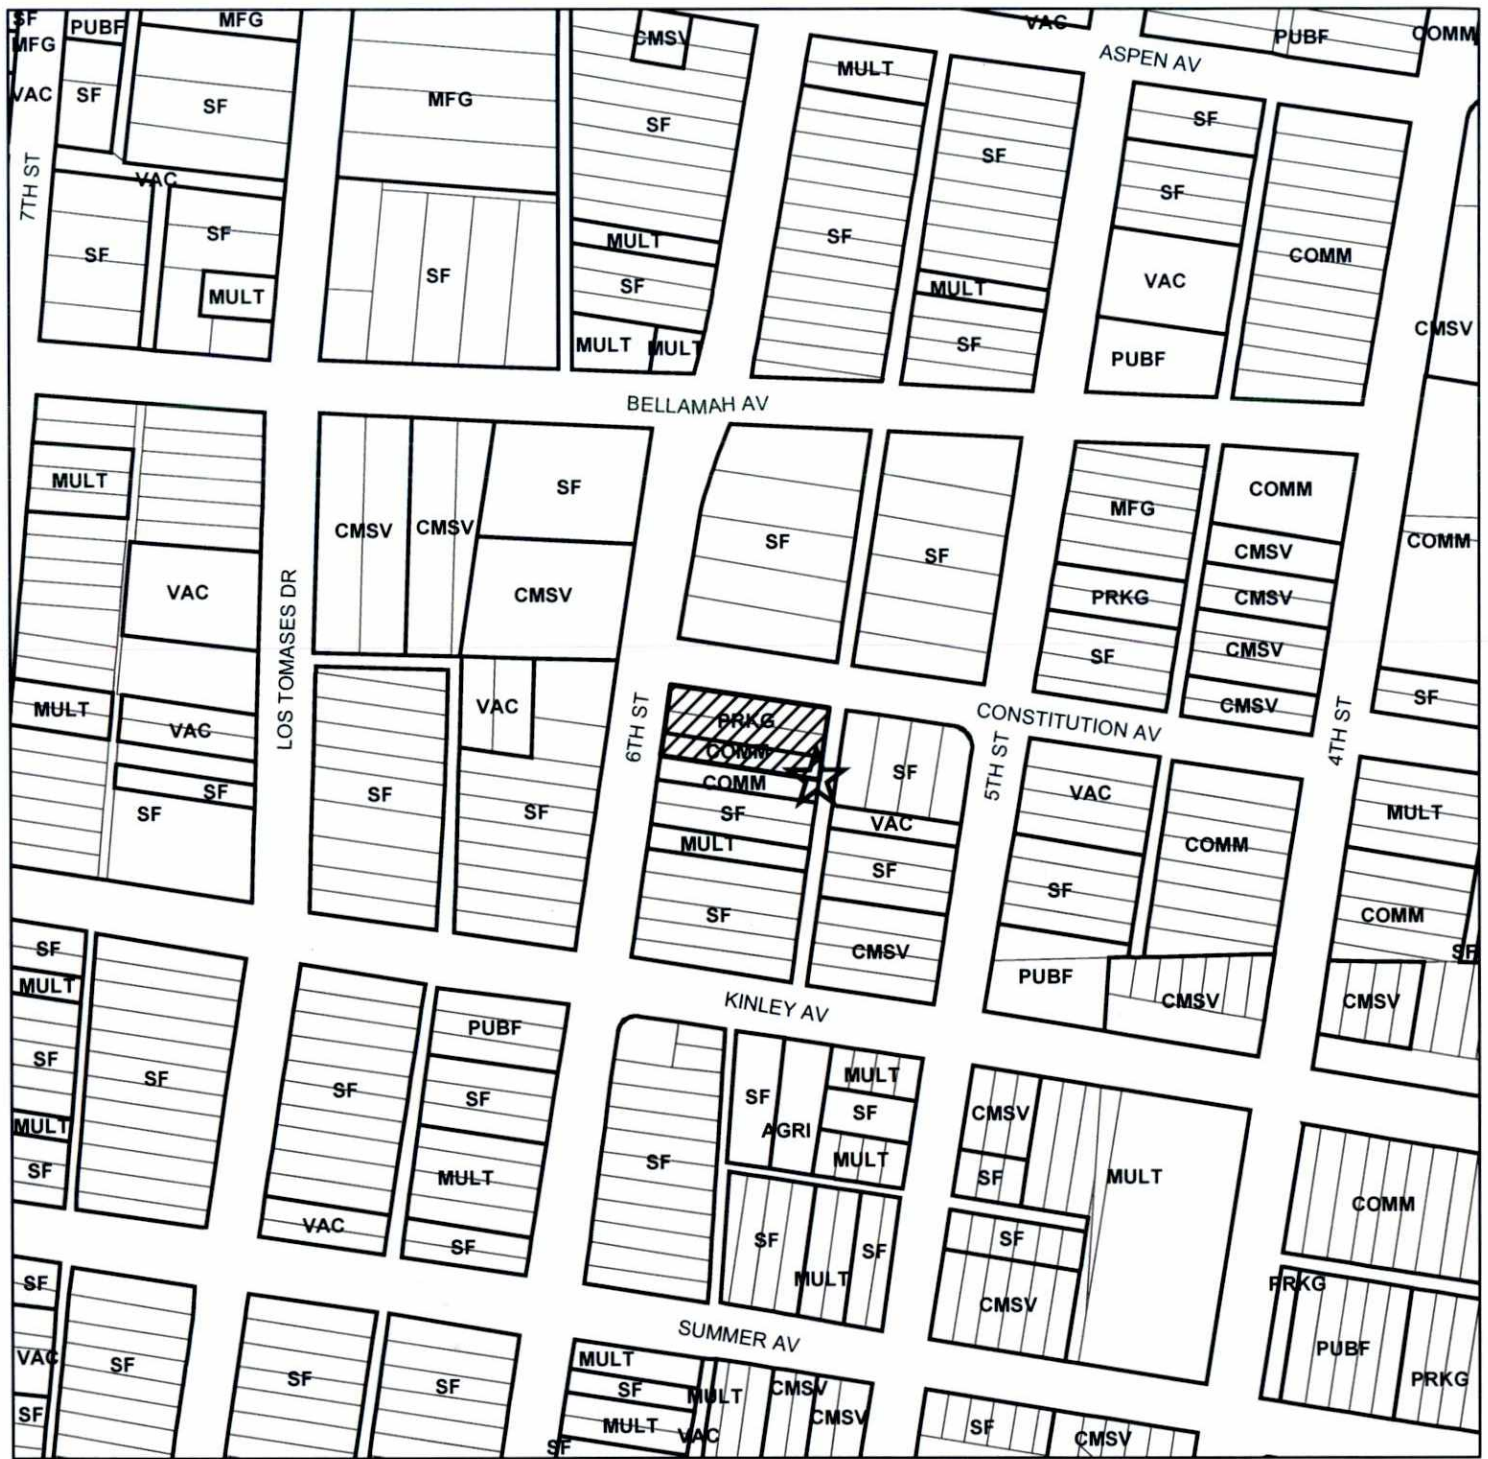 SF
PUBF
MFG
CMSV
VAC
PUBF
COMM
MFG
ASPEN AV
VAC
SF
SF
MFG
SF
MULT
SF
SF
SF
7TH ST
VAC
SF
SF
SF
MULT
SF
MULT
SF
SF
MULT
VAC
COMM
CMSV
MULT
MULT
SF
PUBF
BELLAMAH AV
MULT
CMSV
CMSV
SF
SF
SF
MFG
COMM
CMSV
COMM
VAC
LOS TOMASES DR
CMSV
PRKG
CMSV
SF
CMSV
CMSV
SF
MULT
VAC
VAC
6TH ST
PRKG
COMM
COMM
CONSTITUTION AV
5TH ST
4TH ST
SF
SF
SF
SF
SF
SF
MULT
SF
SF
VAC
SF
CMSV
VAC
SF
COMM
MULT
COMM
SF
SF
MULT
SF
MULT
SF
SF
SF
PUBF
SF
MULT
SF
VAC
KINLEY AV
PUBF
CMSV
CMSV
SF
SF
AGRI
MULT
SF
MULT
CMSV
SF
MULT
COMM
SF
MULT
SF
SF
CMSV
PRKG
PUBF
PRKG
SF
VAC
SF
SF
SF
SF
SUMMER AV
MULT
SF
MULT
SF
MULT
VAC
CMSV
CMSV
SF
CMSV